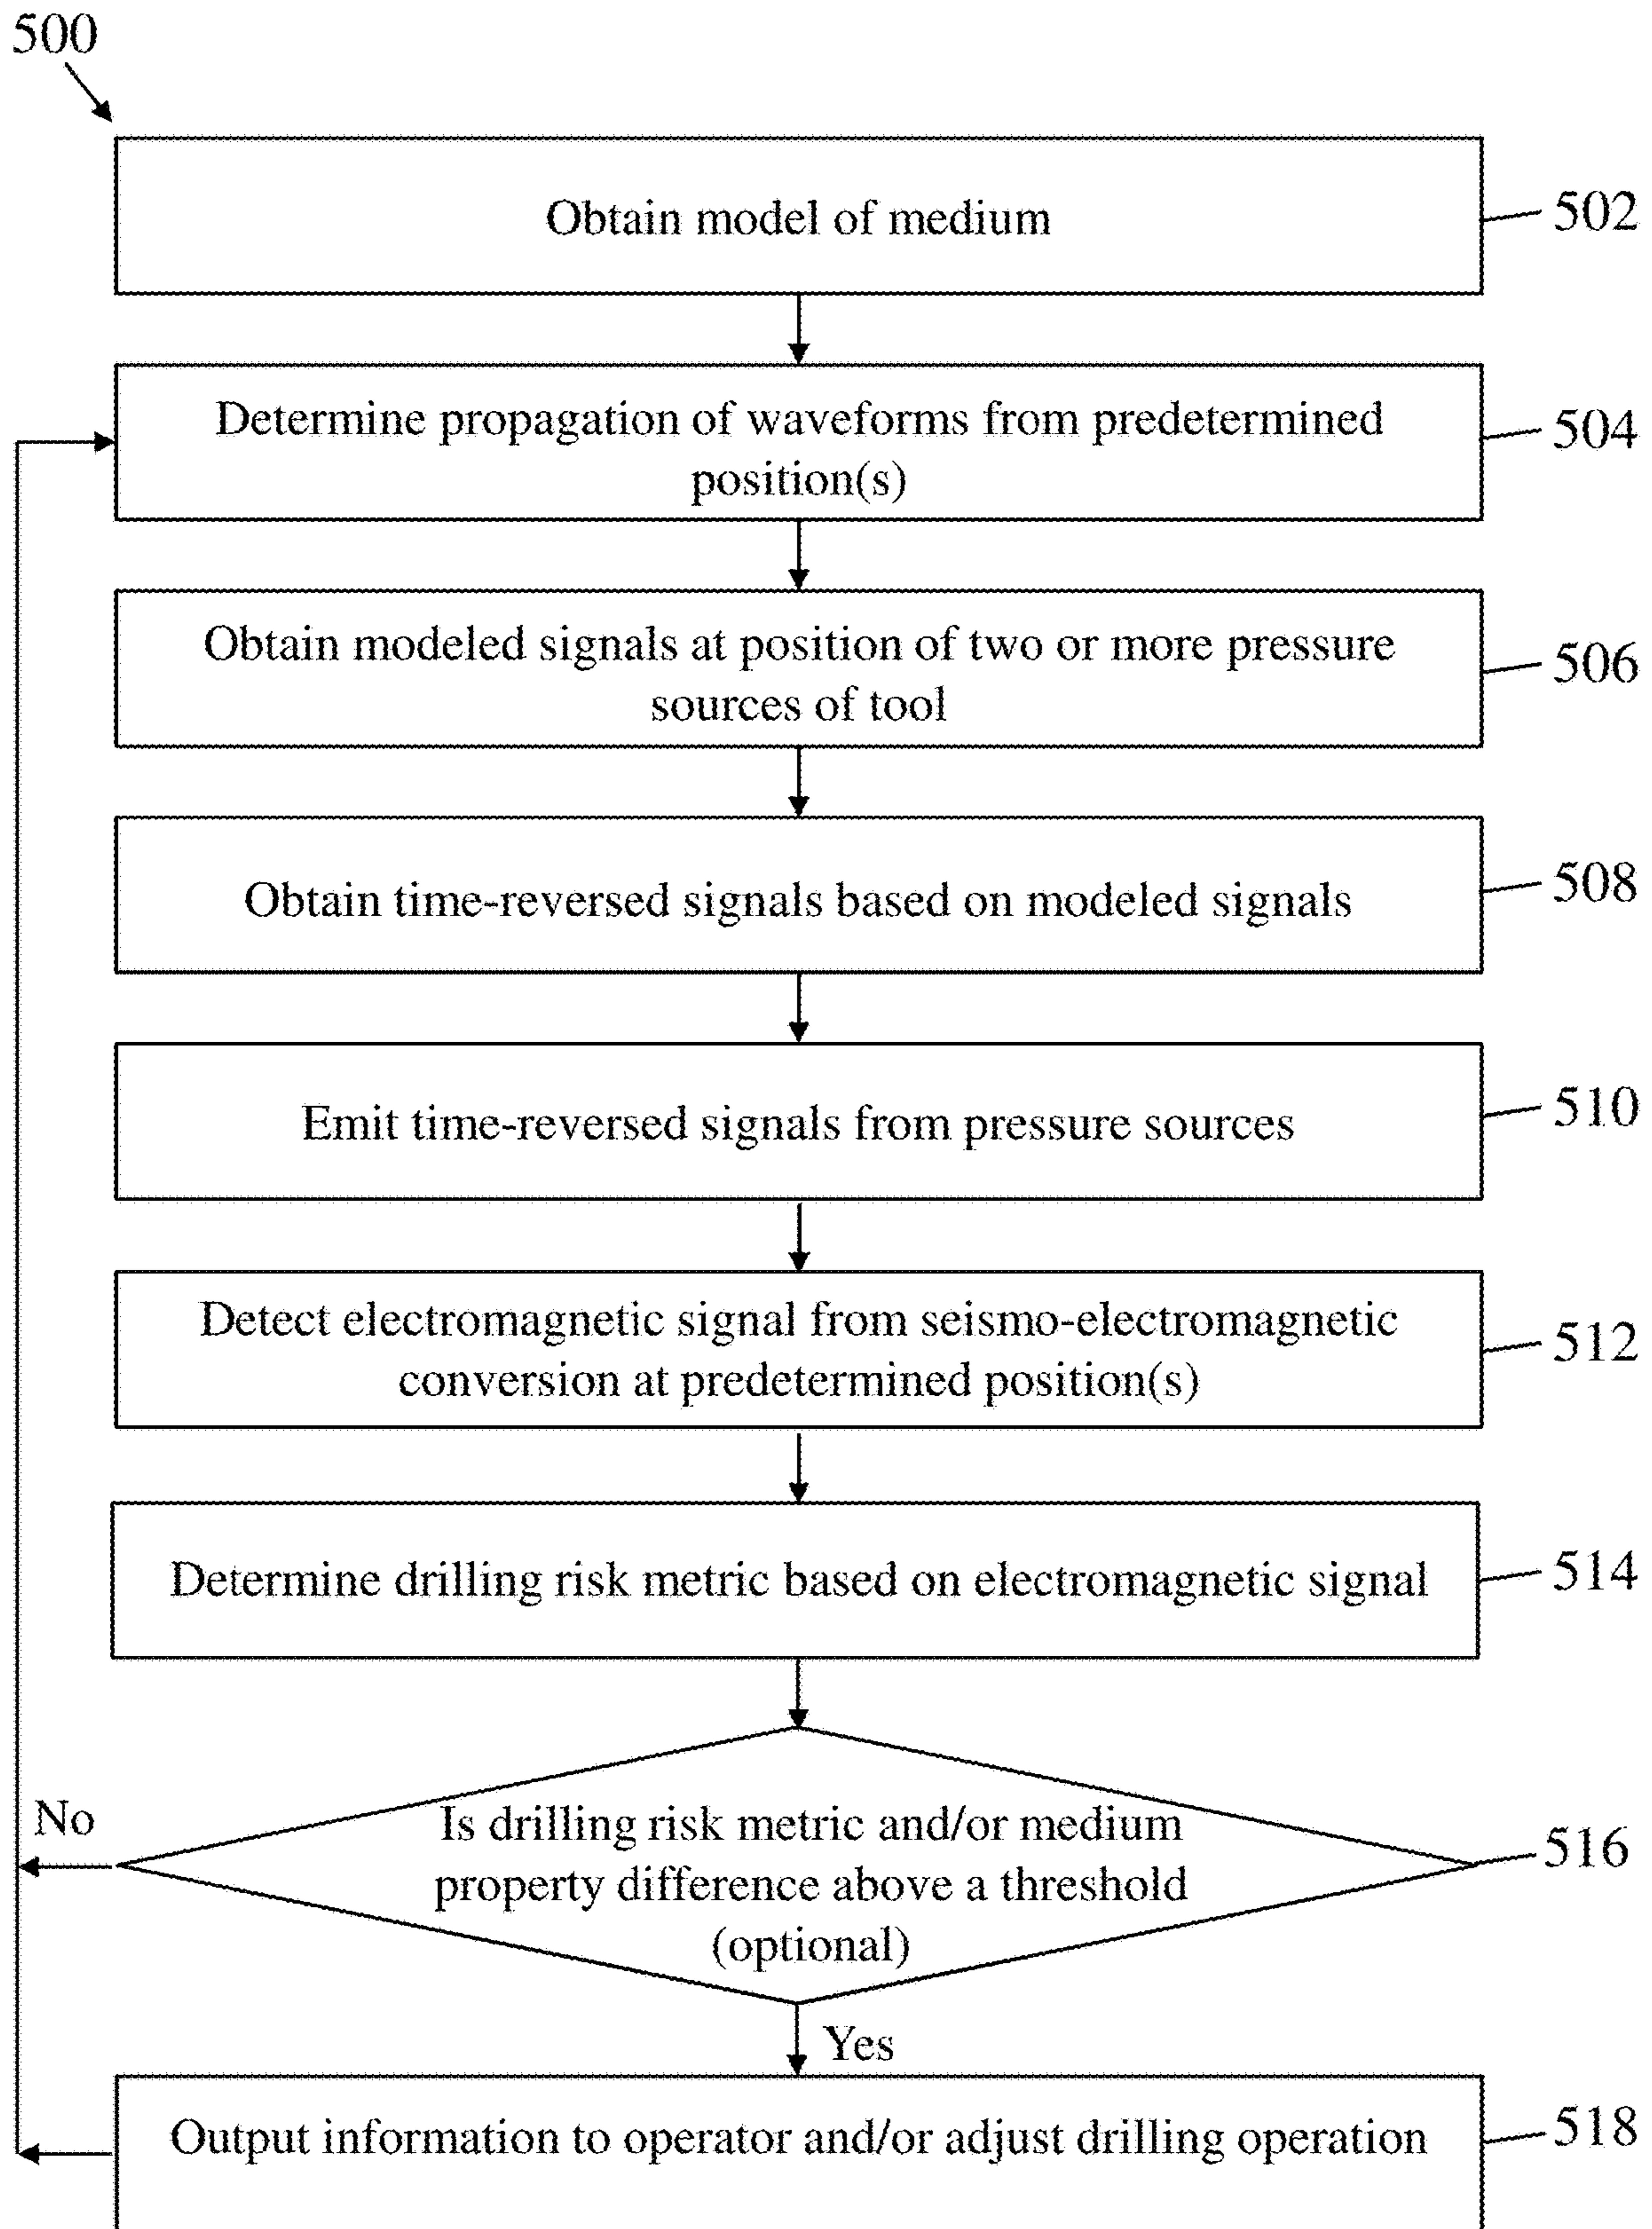 500
Obtain model of medium
502
Determine propagation of waveforms from predetermined
position(s)
504
Obtain modeled signals at position of two or more pressure
sources of tool
506
Obtain time-reversed signals based on modeled signals
508
Emit time-reversed signals from pressure sources
510
Detect electromagnetic signal from seismo-electromagnetic
conversion at predetermined position(s)
512
Determine drilling risk metric based on electromagnetic signal
514
No
Is drilling risk metric and/or medium
property difference above a threshold
(optional)
516
Yes
Output information to operator and/or adjust drilling operation
518